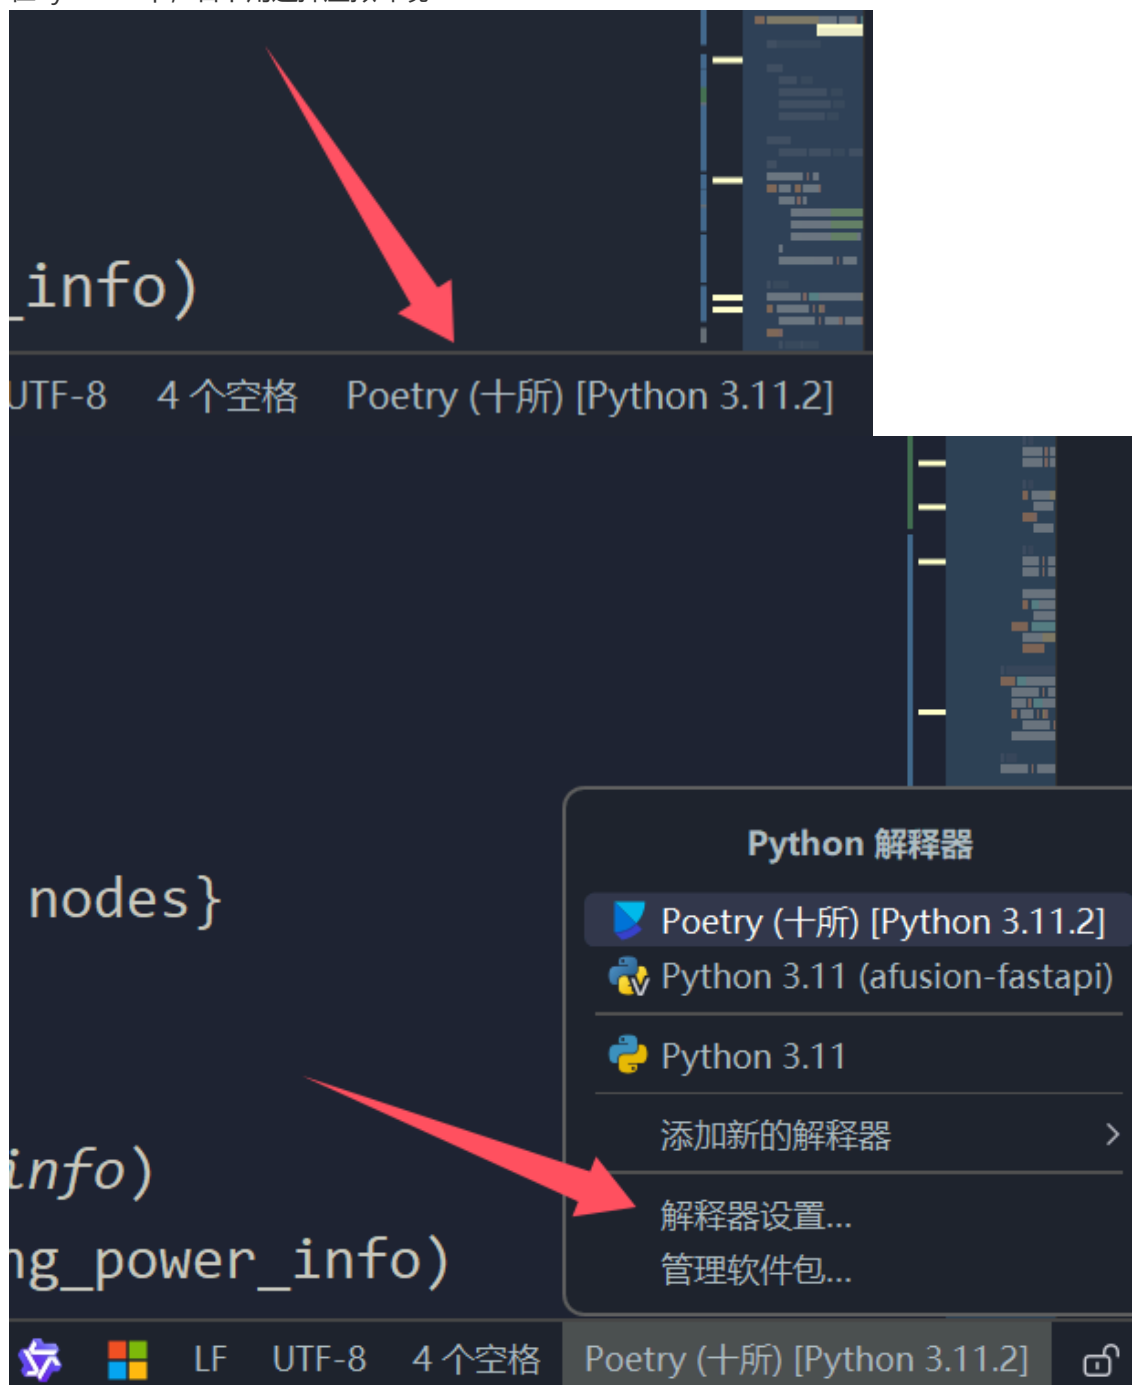 _info)
UTF-8 4 个空格 Poetry (十所) [Python 3.11.2]
nodes}
Python 解释器
Poetry (十所) [Python 3.11.2]
Python 3.11 (afusion-fastapi)
Python 3.11
添加新的解释器
info)
解释器设置...
ng_power_info)
管理软件包...
LF UTF-8 4 个空格 Poetry (十所) [Python 3.11.2]